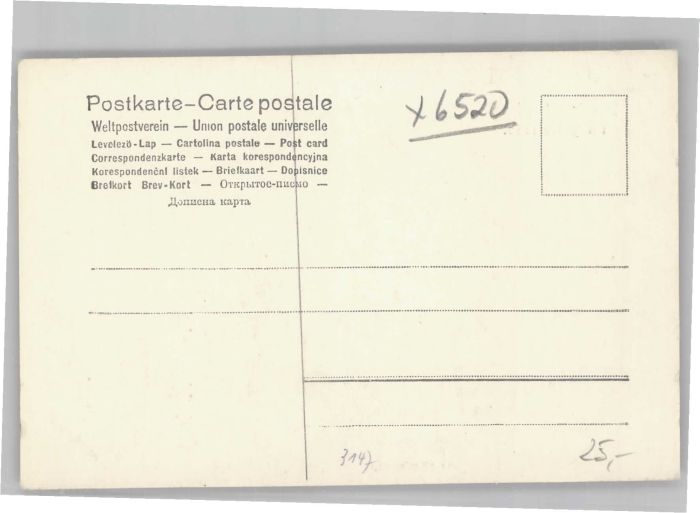 Postkarte–Carte postale
Weltpostverein — Union postale universelle
Levelező-Lap — Cartolina postale — Post card
Correspondenzkarte — Karta korespondencyjna
Korespondenční lístek — Briefkaart — Dopisnice
Brefkort Brev-Kort — Открытое-письмо —
Дописна карта
x6520
3147
25,-